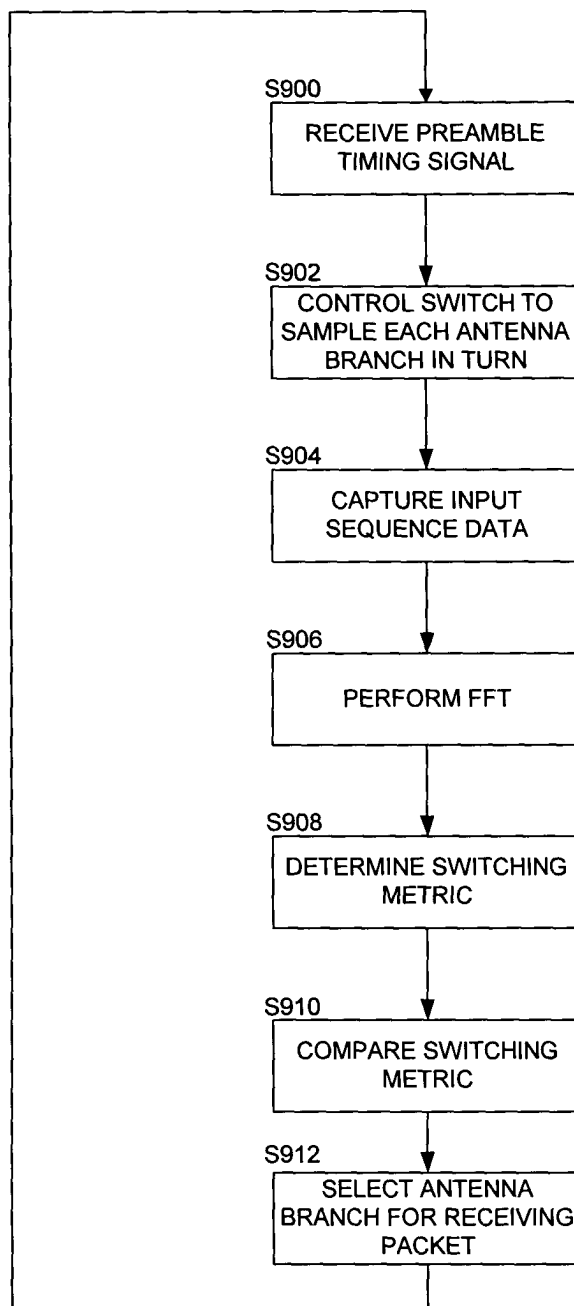 S900
RECEIVE PREAMBLE
TIMING SIGNAL
S902
CONTROL SWITCH TO
SAMPLE EACH ANTENNA
BRANCH IN TURN
S904
CAPTURE INPUT
SEQUENCE DATA
S906
PERFORM FFT
S908
DETERMINE SWITCHING
METRIC
S910
COMPARE SWITCHING
METRIC
S912
SELECT ANTENNA
BRANCH FOR RECEIVING
PACKET